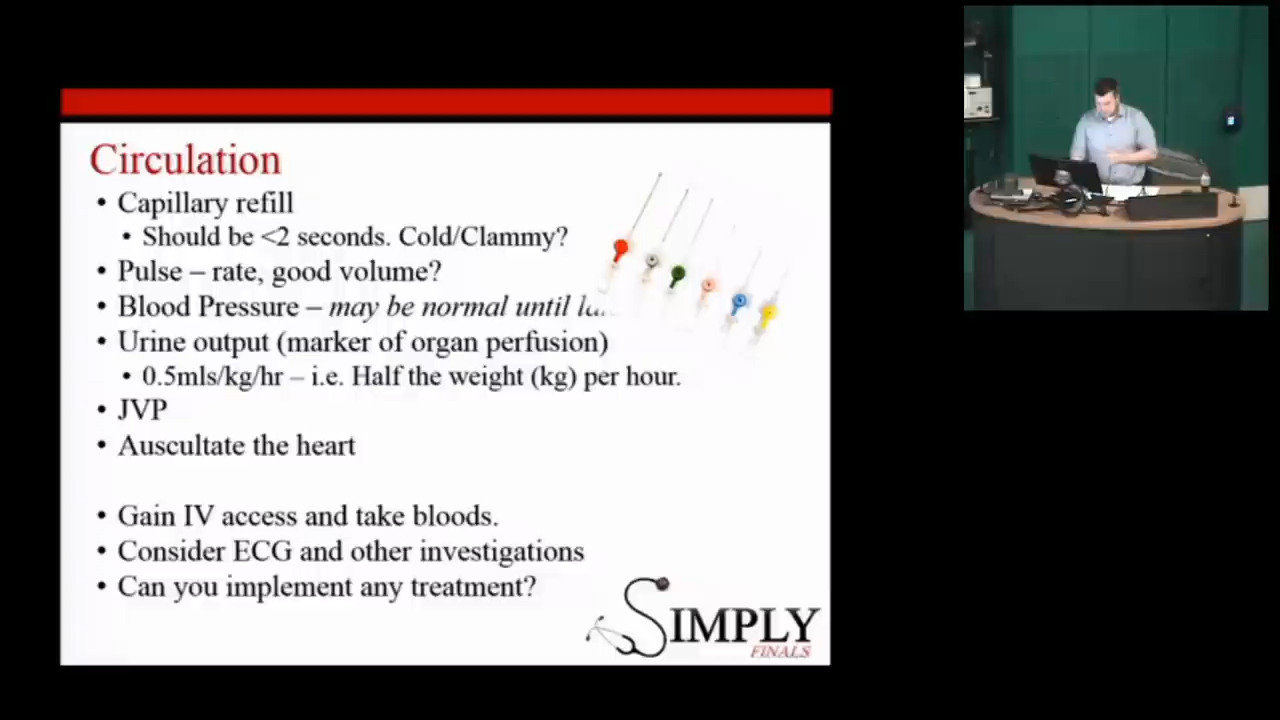 Circulation
• Capillary refill
• Should be <2 seconds. Cold/Clammy?
• Pulse – rate, good volume?
• Blood Pressure – may be normal until
• Urine output (marker of organ perfusion)
• 0.5mls/kg/hr – i.e. Half the weight (kg) per hour.
• JVP
• Auscultate the heart
• Gain IV access and take bloods.
• Consider ECG and other investigations
• Can you implement any treatment?
SIMPLY
FINALS